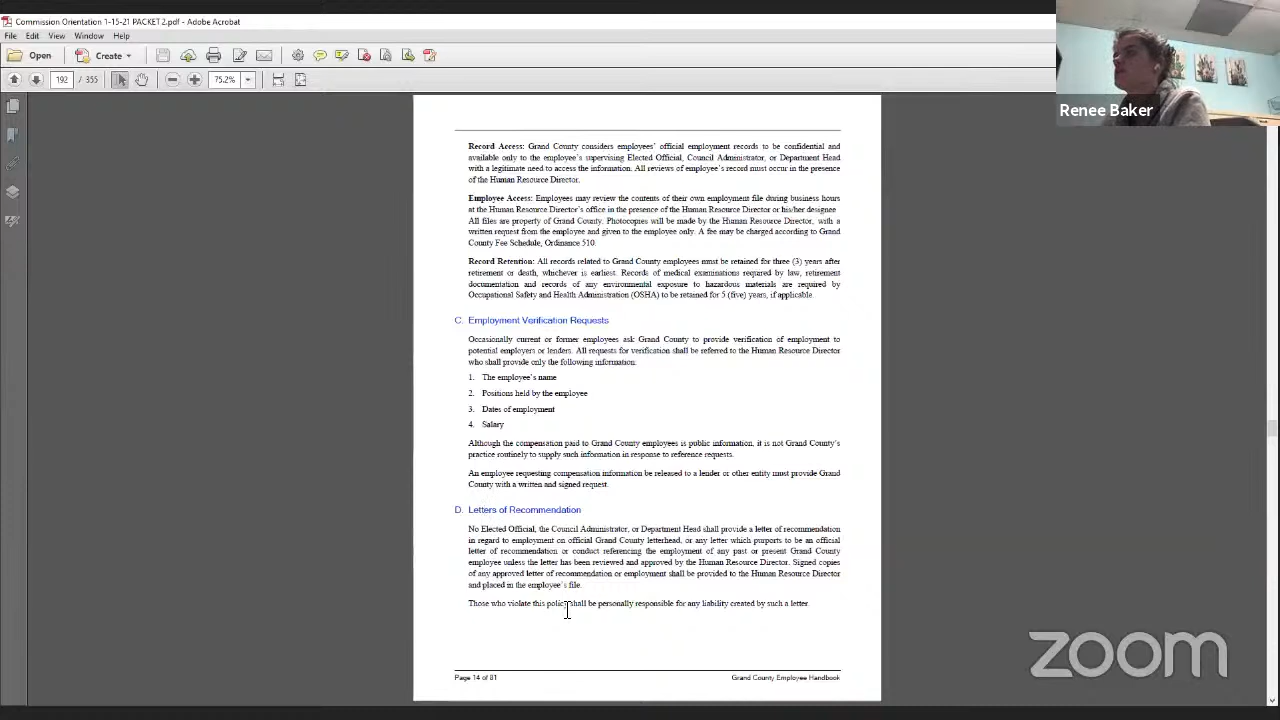 Commission Orientation 1-15-21 PACKET 2.pdf - Adobe Acrobat
File Edit View Window Help
Open Create
192 / 355 75.2%
Renee Baker
Record Access: Grand County considers employees' official employment records to be confidential and
available only to the employee's supervising Elected Official, Council Administrator, or Department Head
with a legitimate need to access the information. All reviews of employee's record must occur in the presence
of the Human Resource Director.
Employee Access: Employees may review the contents of their own employment file during business hours
at the Human Resource Director's office in the presence of the Human Resource Director or his/her designee
All files are property of Grand County. Photocopies will be made by the Human Resource Director, with a
written request from the employee and given to the employee only. A fee may be charged according to Grand
County Fee Schedule, Ordinance 510.
Record Retention: All records related to Grand County employees must be retained for three (3) years after
retirement or death, whichever is earliest. Records of medical examinations required by law, retirement
documentation and records of any environmental exposure to hazardous materials are required by
Occupational Safety and Health Administration (OSHA) to be retained for 5 (five) years, if applicable.
C. Employment Verification Requests
Occasionally current or former employees ask Grand County to provide verification of employment to
potential employers or lenders. All requests for verification shall be referred to the Human Resource Director
who shall provide only the following information:
1. The employee's name
2. Positions held by the employee
3. Dates of employment
4. Salary
Although the compensation paid to Grand County employees is public information, it is not Grand County's
practice routinely to supply such information in response to reference requests.
An employee requesting compensation information be released to a lender or other entity must provide Grand
County with a written and signed request.
D. Letters of Recommendation
No Elected Official, the Council Administrator, or Department Head shall provide a letter of recommendation
in regard to employment on official Grand County letterhead, or any letter which purports to be an official
letter of recommendation or conduct referencing the employment of any past or present Grand County
employee unless the letter has been reviewed and approved by the Human Resource Director. Signed copies
of any approved letter of recommendation or employment shall be provided to the Human Resource Director
and placed in the employee's file.
Those who violate this policy shall be personally responsible for any liability created by such a letter.
Page 14 of 81 Grand County Employee Handbook
zoom